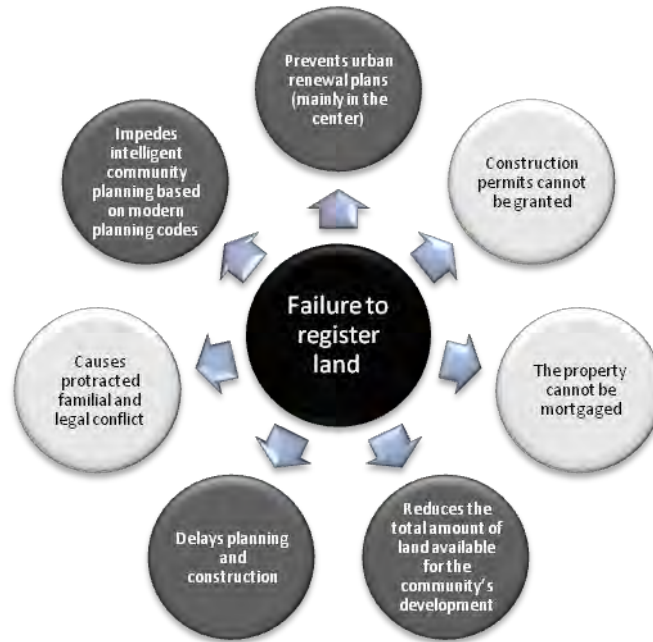 Prevents urban
renewal plans
(mainly in the
center)
Impedes
intelligent
community
planning based
on modern
planning codes
Construction
permits cannot
be granted
Failure to
register
land
Causes
protracted
familial and
legal conflict
The property
cannot be
mortgaged
Delays planning
and
construction
Reduces the
total amount of
land available
for the
community's
development